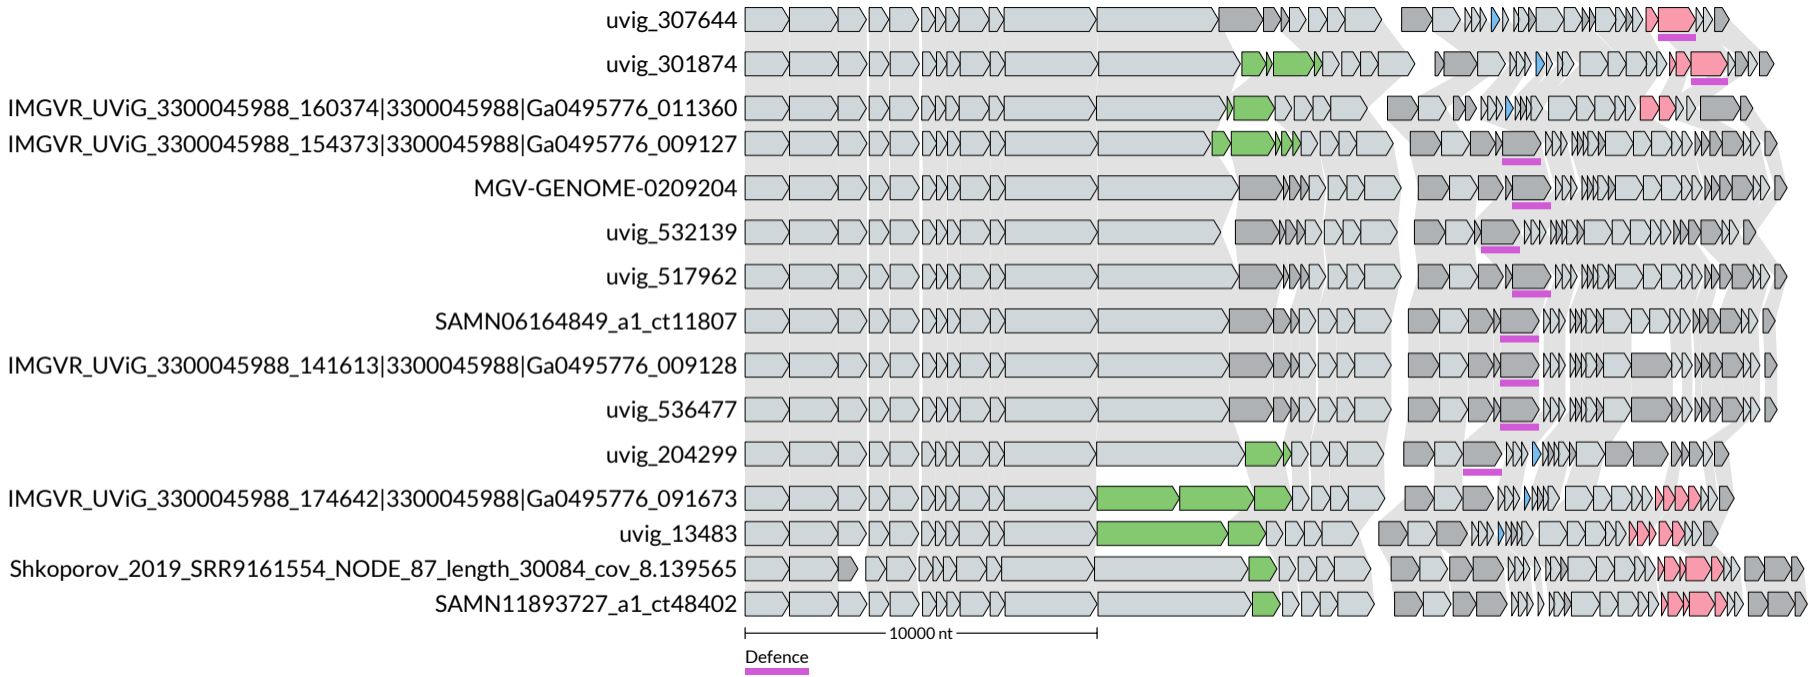 uvig_307644
uvig_301874
IMGVR_UViG_3300045988_160374|3300045988|Ga0495776_011360
IMGVR_UViG_3300045988_154373|3300045988|Ga0495776_009127
MGV-GENOME-0209204
uvig_532139
uvig_517962
SAMN06164849_a1_ct11807
IMGVR_UViG_3300045988_141613|3300045988|Ga0495776_009128
uvig_536477
uvig_204299
IMGVR_UViG_3300045988_174642|3300045988|Ga0495776_091673
uvig_13483
Shkoporov_2019_SRR9161554_NODE_87_length_30084_cov_8.139565
SAMN11893727_a1_ct48402
10000 nt
Defence